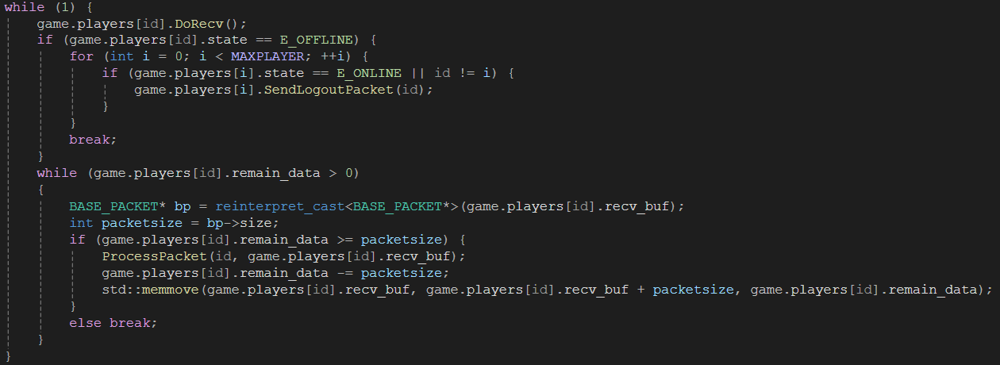 while (1) {
game.players[id].DoRecv();
if (game.players[id].state == E_OFFLINE) {
for (int i = 0; i < MAXPLAYER; ++i) {
if (game.players[i].state == E_ONLINE || id != i) {
game.players[i].SendLogoutPacket(id);
}
}
break;
}
while (game.players[id].remain_data > 0)
{
BASE_PACKET* bp = reinterpret_cast<BASE_PACKET*>(game.players[id].recv_buf);
int packetsize = bp->size;
if (game.players[id].remain_data >= packetsize) {
ProcessPacket(id, game.players[id].recv_buf);
game.players[id].remain_data -= packetsize;
std::memmove(game.players[id].recv_buf, game.players[id].recv_buf + packetsize, game.players[id].remain_data);
}
else break;
}
}